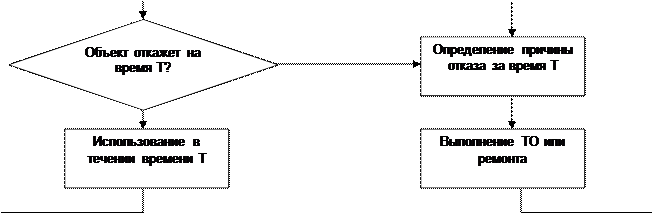 Объект откажет на
время Т?
Определение причины
отказа за время Т
Использование в
течении времени Т
Выполнение ТО или
ремонта